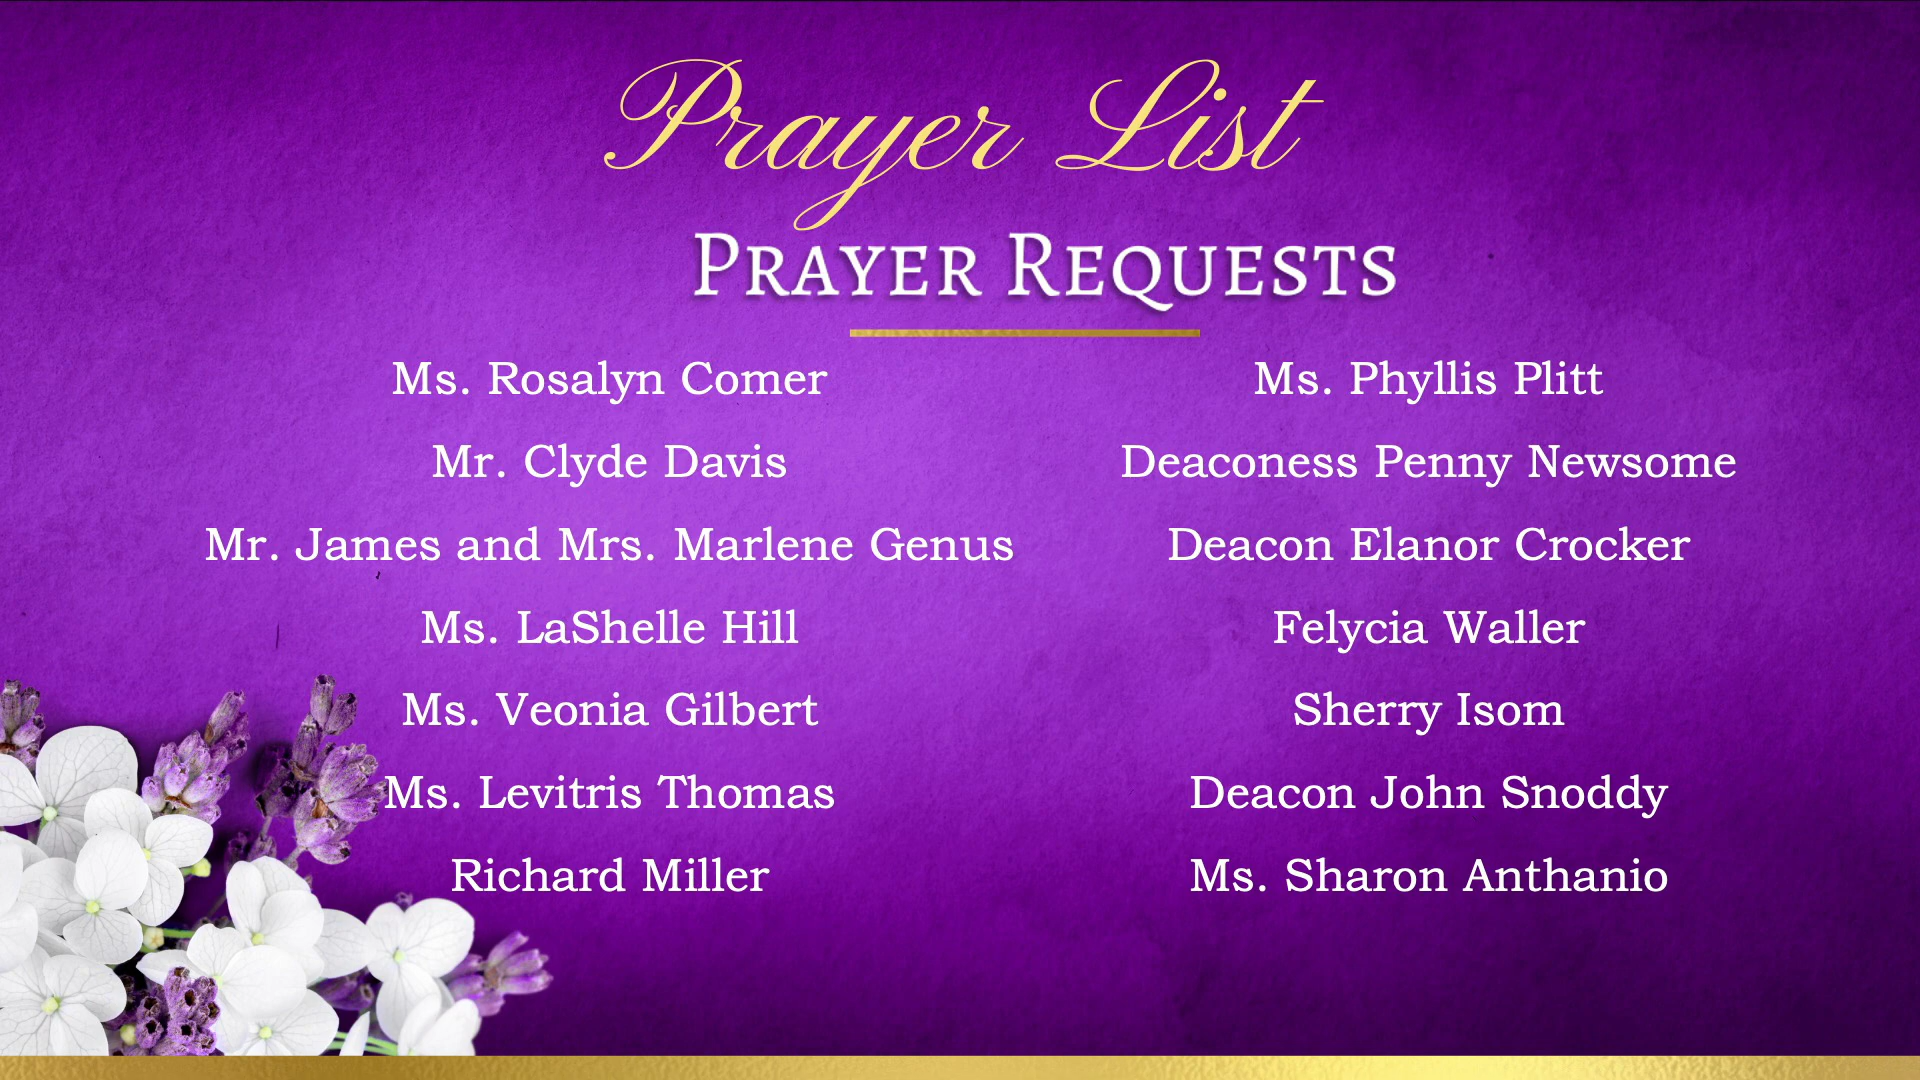 Prayer List
Prayer Requests
Ms. Rosalyn Comer
Mr. Clyde Davis
Mr. James and Mrs. Marlene Genus
Ms. LaShelle Hill
Ms. Veonia Gilbert
Ms. Levitris Thomas
Richard Miller
Ms. Phyllis Plitt
Deaconess Penny Newsome
Deacon Elanor Crocker
Felycia Waller
Sherry Isom
Deacon John Snoddy
Ms. Sharon Anthanio